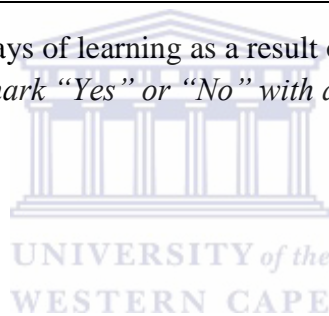 ays of learning as a result
nark “Yes” or “No” with
UNIVERSITY of the
WESTERN CAPE